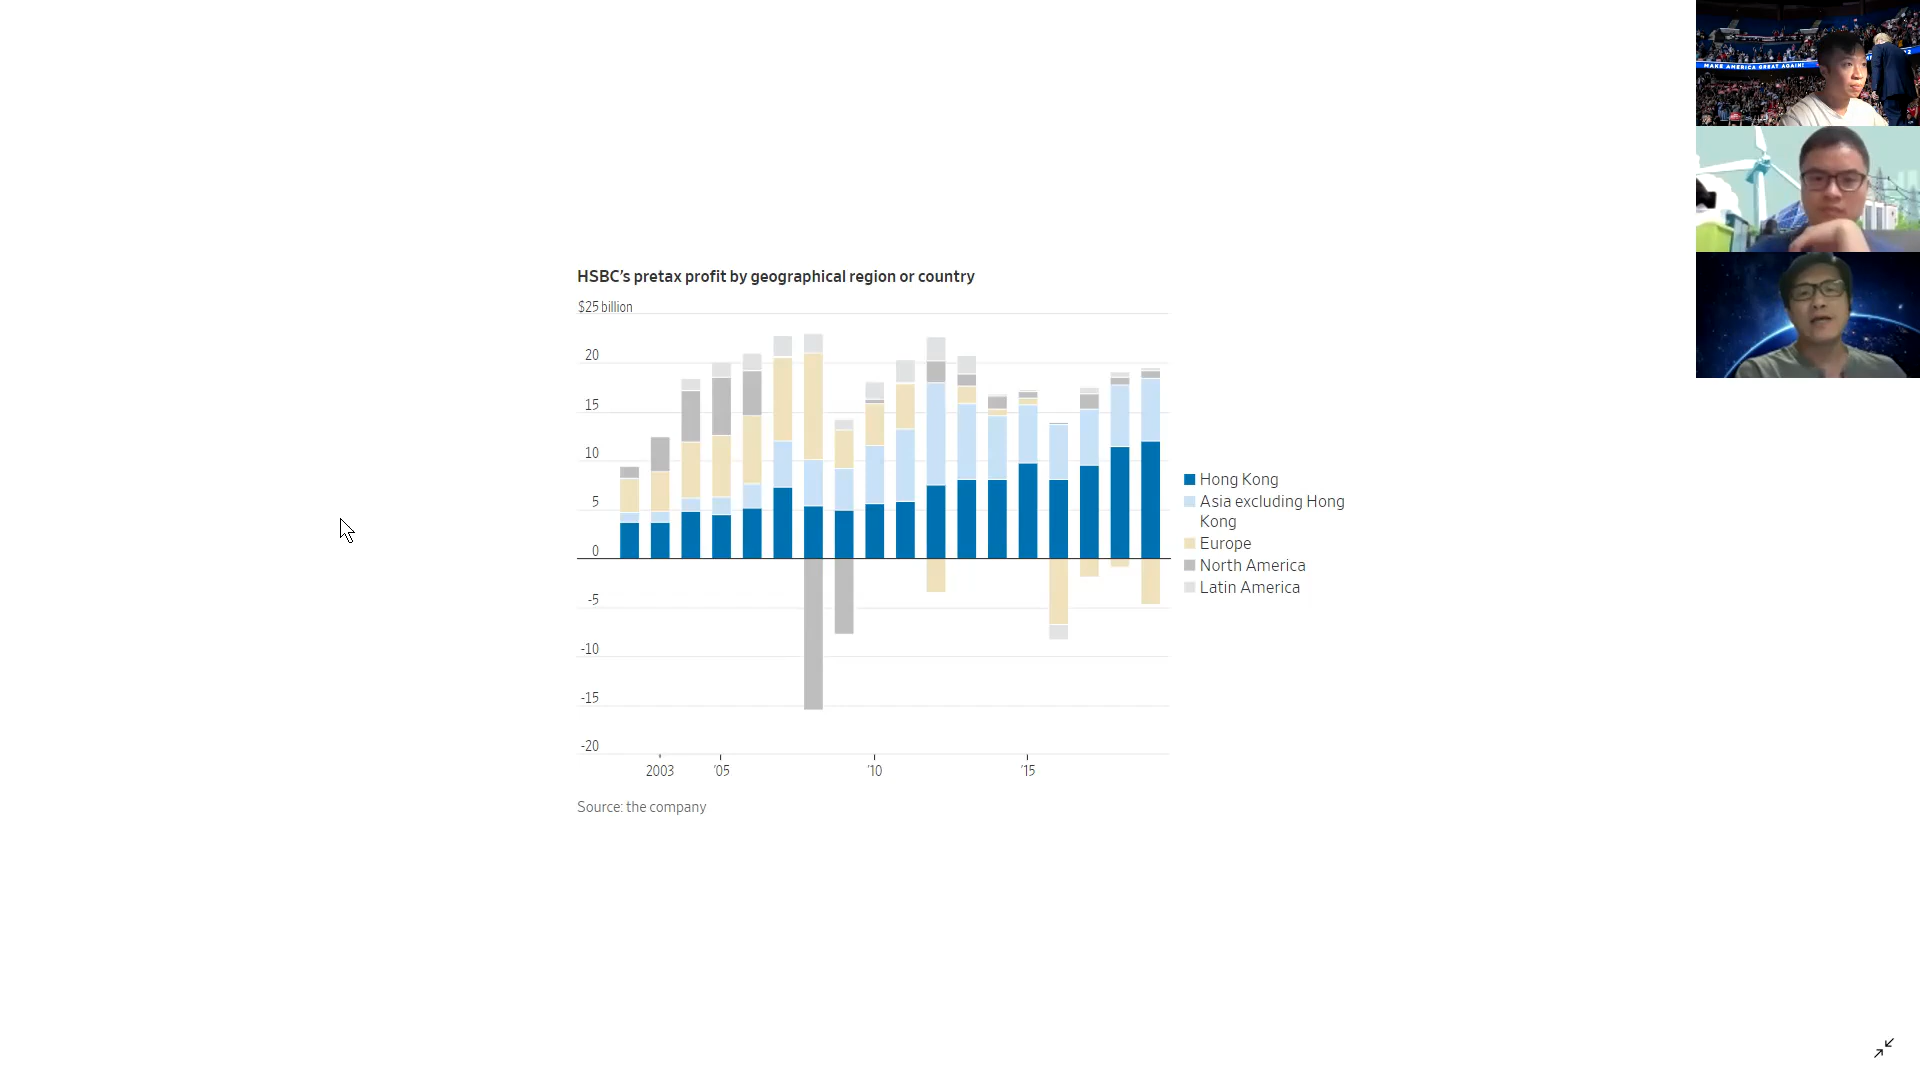 MAKE AMERICA GREAT AGAIN!
HSBC's pretax profit by geographical region or country
$25 billion
20
15
10
5
0
-5
-10
-15
-20
2003 '05 '10 '15
Hong Kong
Asia excluding Hong
Kong
Europe
North America
Latin America
Source: the company